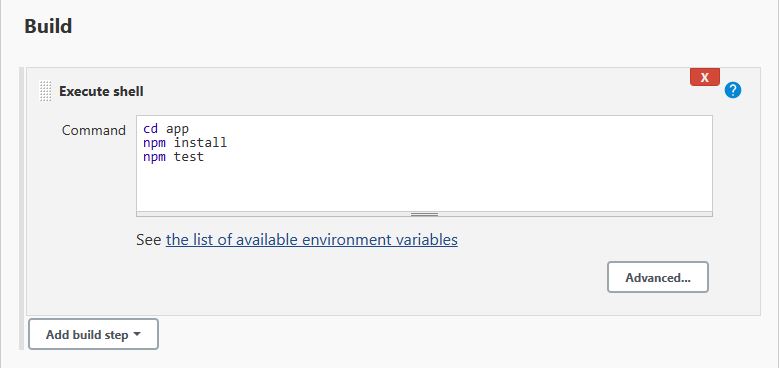 Build
X
Execute shell
?
Command
cd app
npm install
npm test
See the list of available environment variables
Advanced...
Add build step